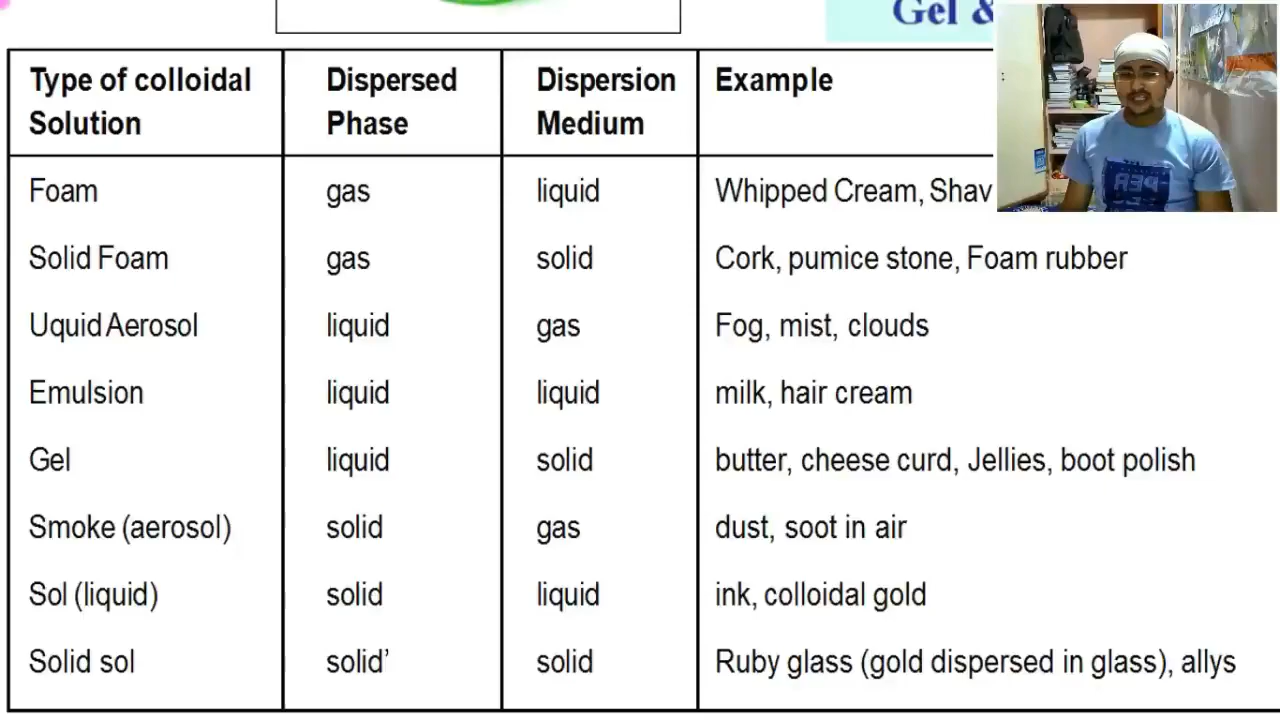 Gel &
Type of colloidal Solution Dispersed Phase Dispersion Medium Example
Foam gas liquid Whipped Cream, Shav
Solid Foam gas solid Cork, pumice stone, Foam rubber
Uquid Aerosol liquid gas Fog, mist, clouds
Emulsion liquid liquid milk, hair cream
Gel liquid solid butter, cheese curd, Jellies, boot polish
Smoke (aerosol) solid gas dust, soot in air
Sol (liquid) solid liquid ink, colloidal gold
Solid sol solid’ solid Ruby glass (gold dispersed in glass), allys